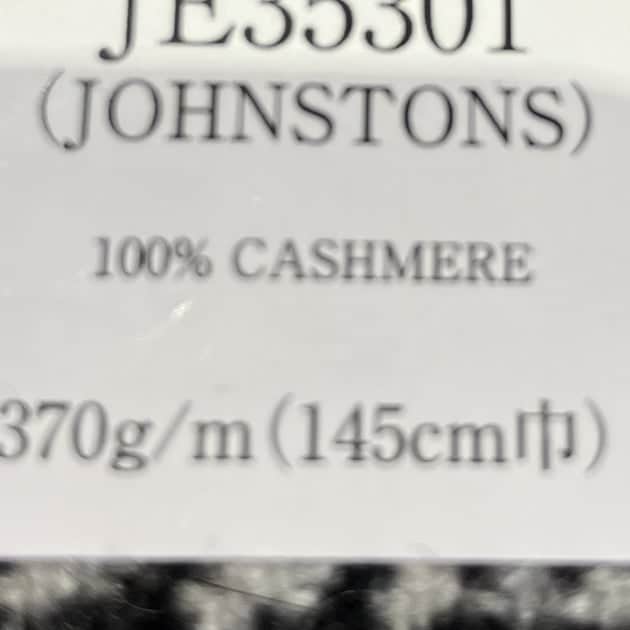 JE35301
(JOHNSTONS)
100% CASHMERE
370g/m(145cm巾)